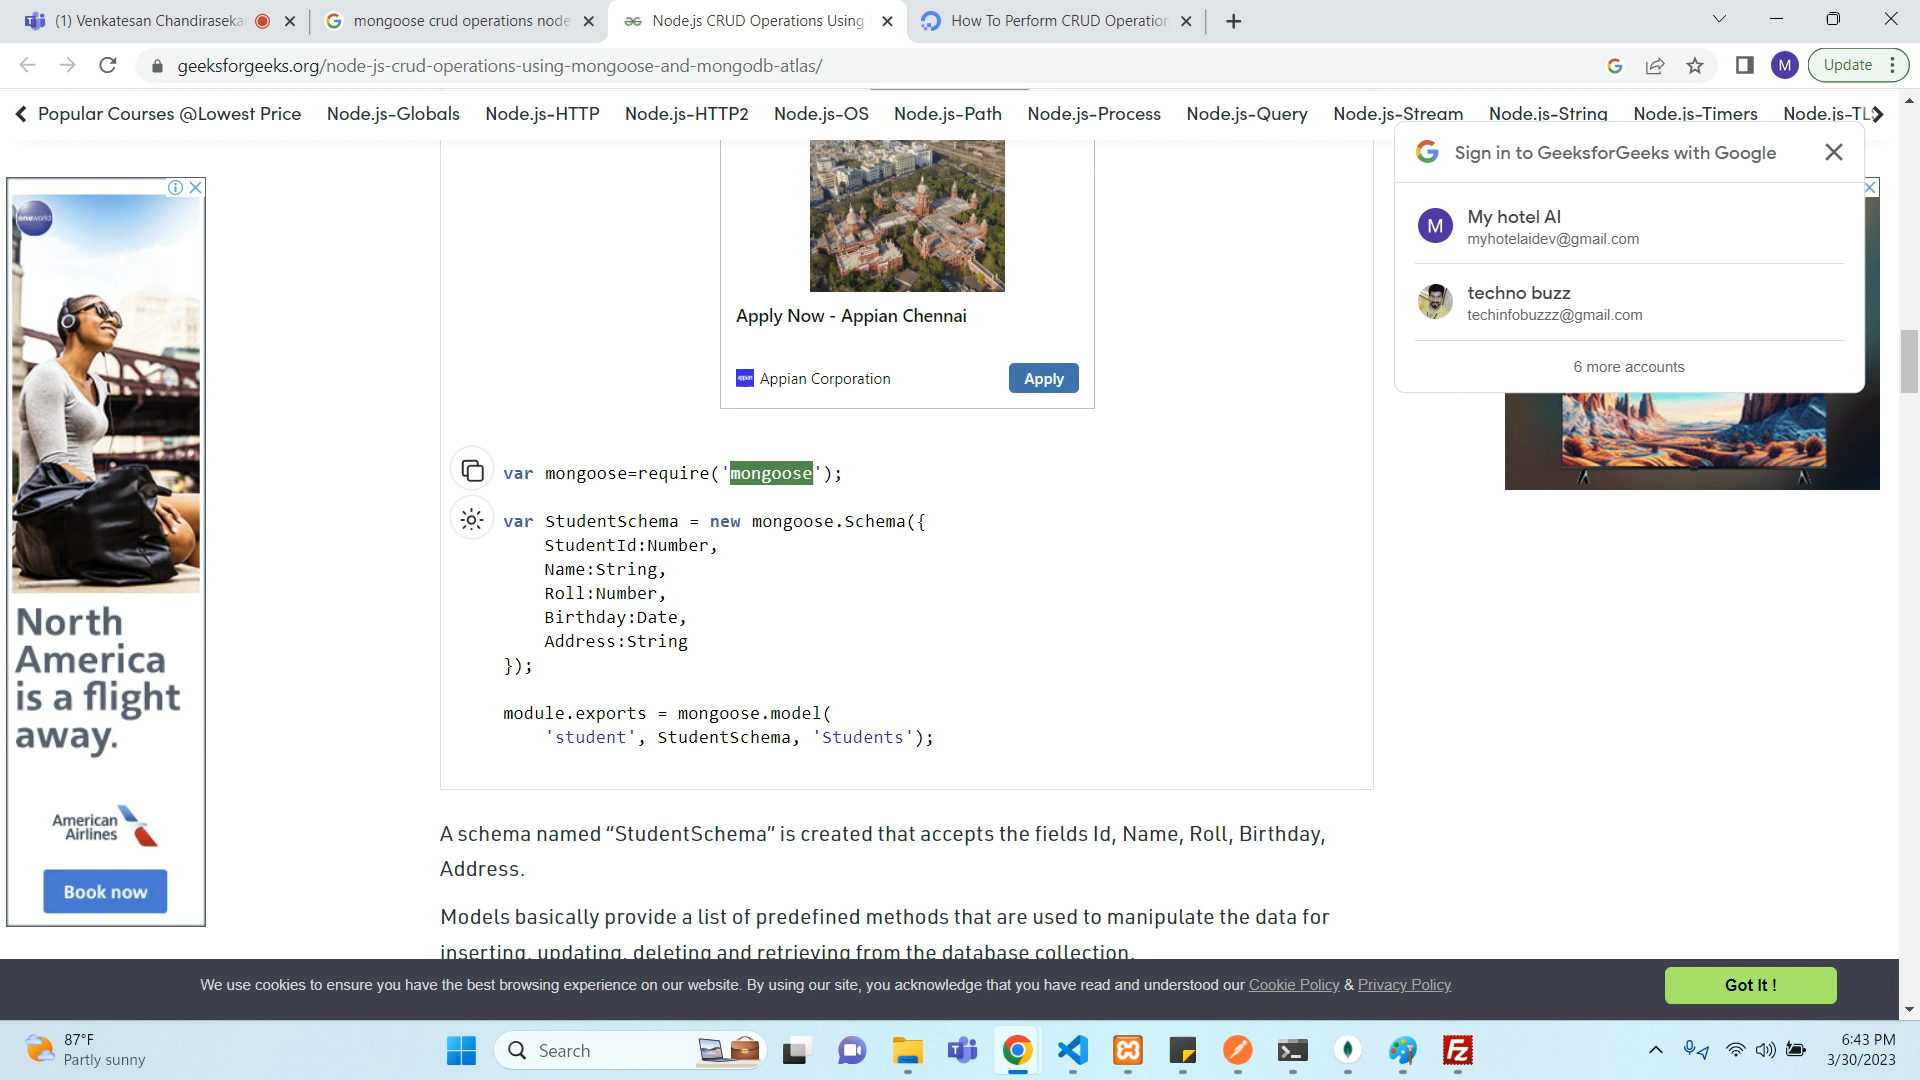 (1) Venkatesan Chandiraseka
mongoose crud operations node
Node.js CRUD Operations Using
How To Perform CRUD Operation
geeksforgeeks.org/node-js-crud-operations-using-mongoose-and-mongodb-atlas/
M
Update
Popular Courses @Lowest Price
Node.js-Globals
Node.js-HTTP
Node.js-HTTP2
Node.js-OS
Node.js-Path
Node.js-Process
Node.js-Query
Node.js-Stream
Node.js-String
Node.js-Timers
Node.js-TLS
Sign in to GeeksforGeeks with Google
M
My hotel AI
myhotelaidev@gmail.com
techno buzz
techinfobuzzz@gmail.com
6 more accounts
oneworld
North
America
is a flight
away.
American
Airlines
Book now
Apply Now - Appian Chennai
appian
Appian Corporation
Apply
var mongoose=require('mongoose');
var StudentSchema = new mongoose.Schema({
StudentId:Number,
Name:String,
Roll:Number,
Birthday:Date,
Address:String
});
module.exports = mongoose.model(
'student', StudentSchema, 'Students');
A schema named “StudentSchema” is created that accepts the fields Id, Name, Roll, Birthday,
Address.
Models basically provide a list of predefined methods that are used to manipulate the data for
inserting, updating, deleting and retrieving from the database collection.
We use cookies to ensure you have the best browsing experience on our website. By using our site, you acknowledge that you have read and understood our Cookie Policy & Privacy Policy
Got It !
87°F
Partly sunny
Search
6:43 PM
3/30/2023